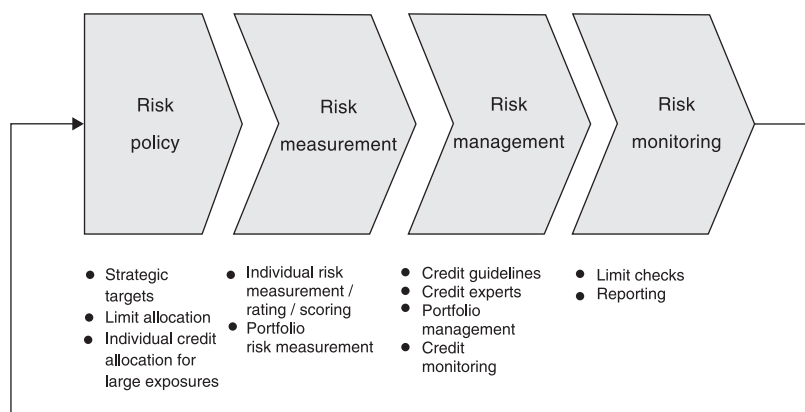 Risk
policy
Risk
measurement
Risk
management
Risk
monitoring
● Strategic
targets
● Limit allocation
● Individual credit
allocation for
large exposures
● Individual risk
measurement /
rating / scoring
● Portfolio
risk measurement
● Credit guidelines
● Credit experts
● Portfolio
management
● Credit
monitoring
● Limit checks
● Reporting